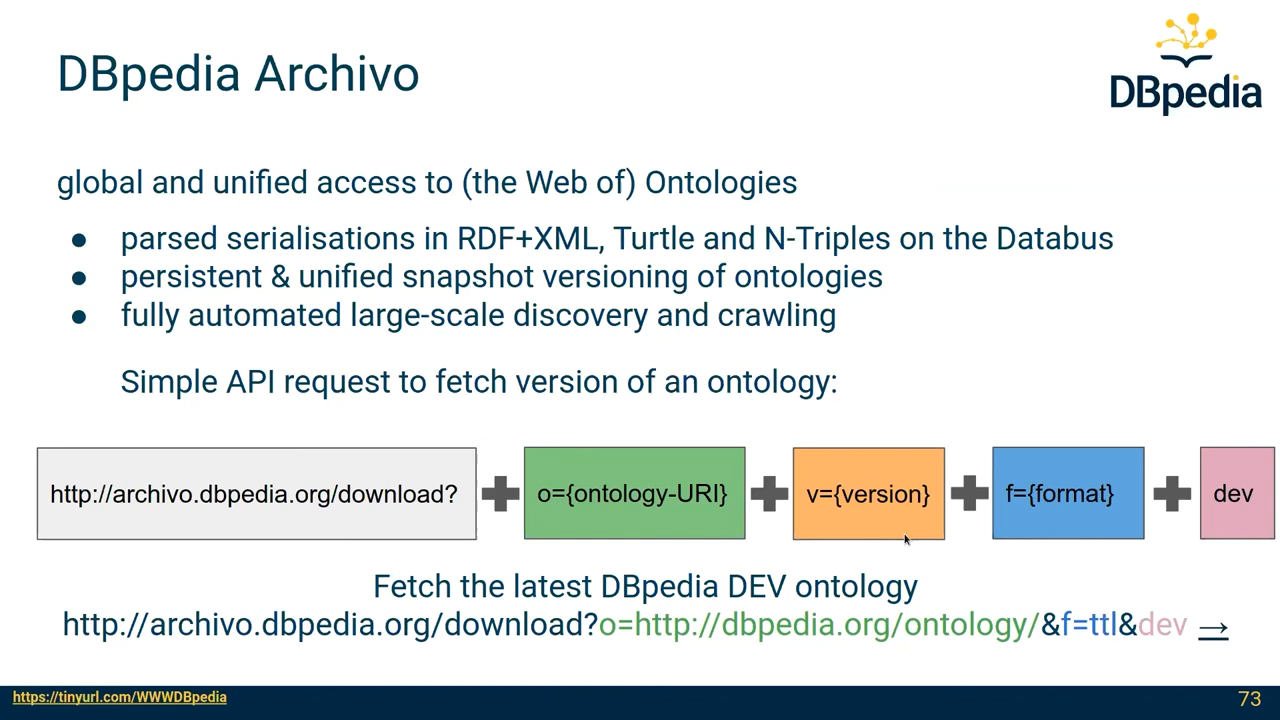 DBpedia Archivo
DBpedia
global and unified access to (the Web of) Ontologies
● parsed serialisations in RDF+XML, Turtle and N-Triples on the Databus
● persistent & unified snapshot versioning of ontologies
● fully automated large-scale discovery and crawling
Simple API request to fetch version of an ontology:
http://archivo.dbpedia.org/download? + o={ontology-URI} + v={version} + f={format} + dev
Fetch the latest DBpedia DEV ontology
http://archivo.dbpedia.org/download?o=http://dbpedia.org/ontology/&f=ttl&dev →
https://tinyurl.com/WWWDBpedia
73